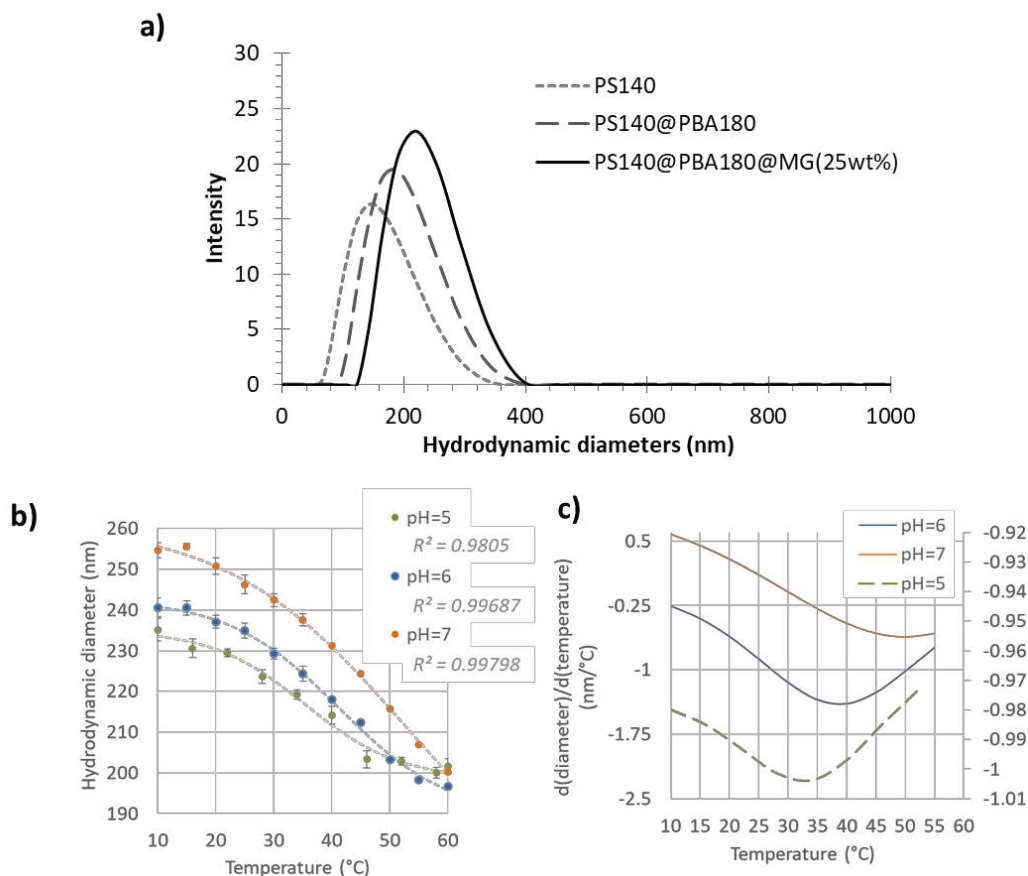 a)
30
25
20
15
10
5
0
Intensity
PS140
PS140@PBA180
PS140@PBA180@MG(25wt%)
0 200 400 600 800 1000
Hydrodynamic diameters (nm)
b)
260
250
240
230
220
210
200
190
Hydrodynamic diameter (nm)
pH=5
R² = 0.9805
pH=6
R² = 0.99687
pH=7
R² = 0.99798
10 20 30 40 50 60
Temperature (°C)
c)
pH=6
pH=7
pH=5
0.5
-0.25
-1
-1.75
-2.5
d(diameter)/d(temperature)
(nm/°C)
-0.92
-0.93
-0.94
-0.95
-0.96
-0.97
-0.98
-0.99
-1
-1.01
10 15 20 25 30 35 40 45 50 55 60
Temperature (°C)